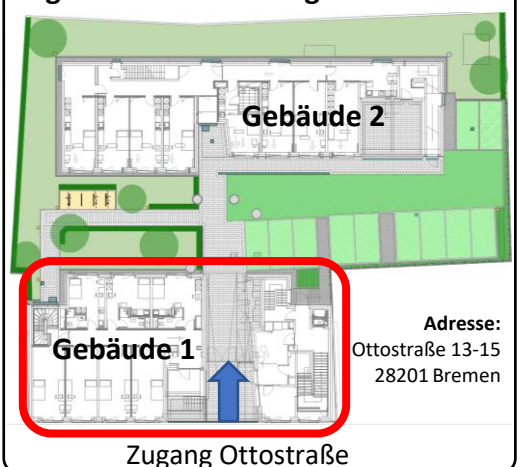 Gebäude 2
Gebäude 1
Adresse:
Ottostraße 13-15
28201 Bremen
Zugang Ottostraße